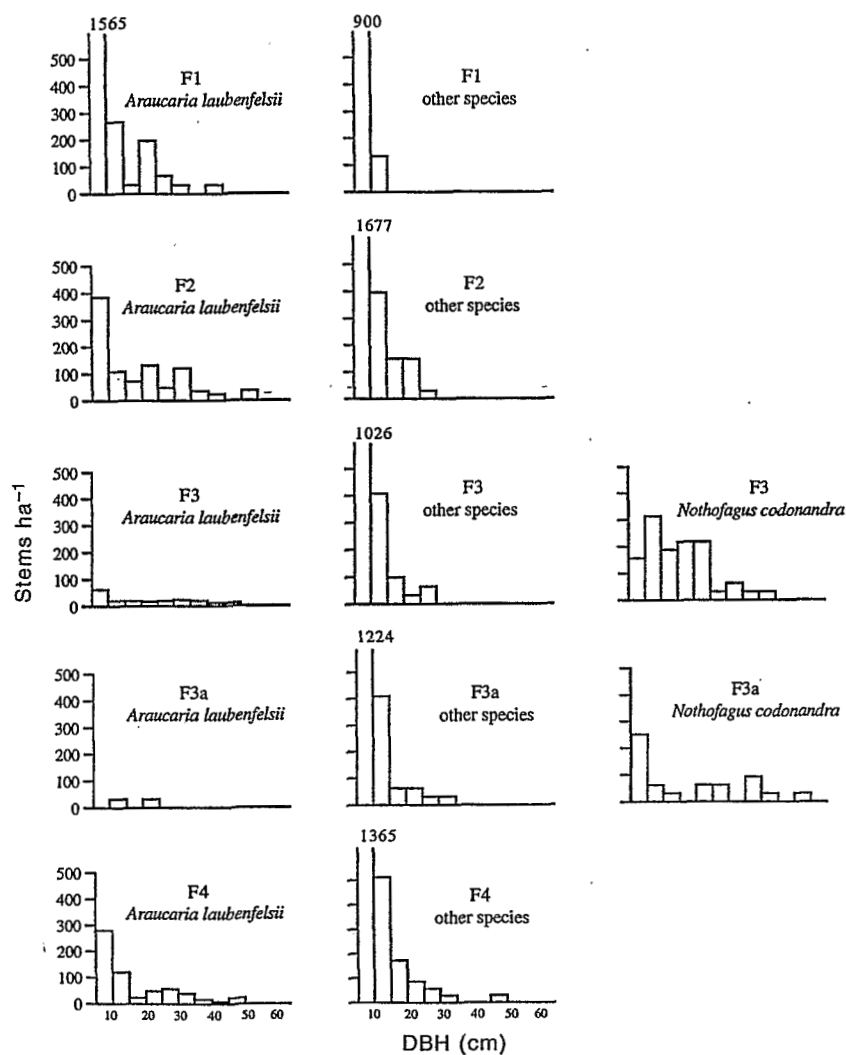 1565
500
400
300
200
100
0
F1
Araucaria laubenfelsii
900
F1
other species
500
400
300
200
100
0
F2
Araucaria laubenfelsii
1677
F2
other species
Stems ha⁻¹
500
400
300
200
100
0
F3
Araucaria laubenfelsii
1026
F3
other species
F3
Nothofagus codonandra
500
400
300
200
100
0
F3a
Araucaria laubenfelsii
1224
F3a
other species
F3a
Nothofagus codonandra
500
400
300
200
100
0
F4
Araucaria laubenfelsii
1365
F4
other species
10 20 30 40 50 60
10 20 30 40 50 60
DBH (cm)